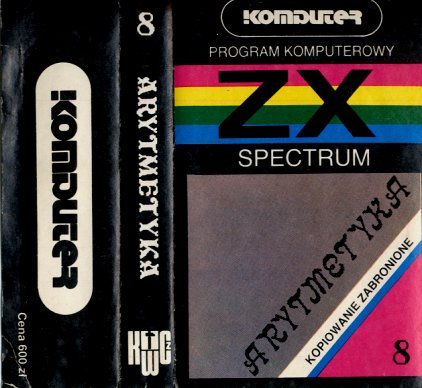 Komputer
Cena 600.zł
8
ARYTMETYKA
Komputer
PROGRAM KOMPUTEROWY
ZX
SPECTRUM
ARYTMETYKA
KOPIOWANIE ZABRONIONE
8